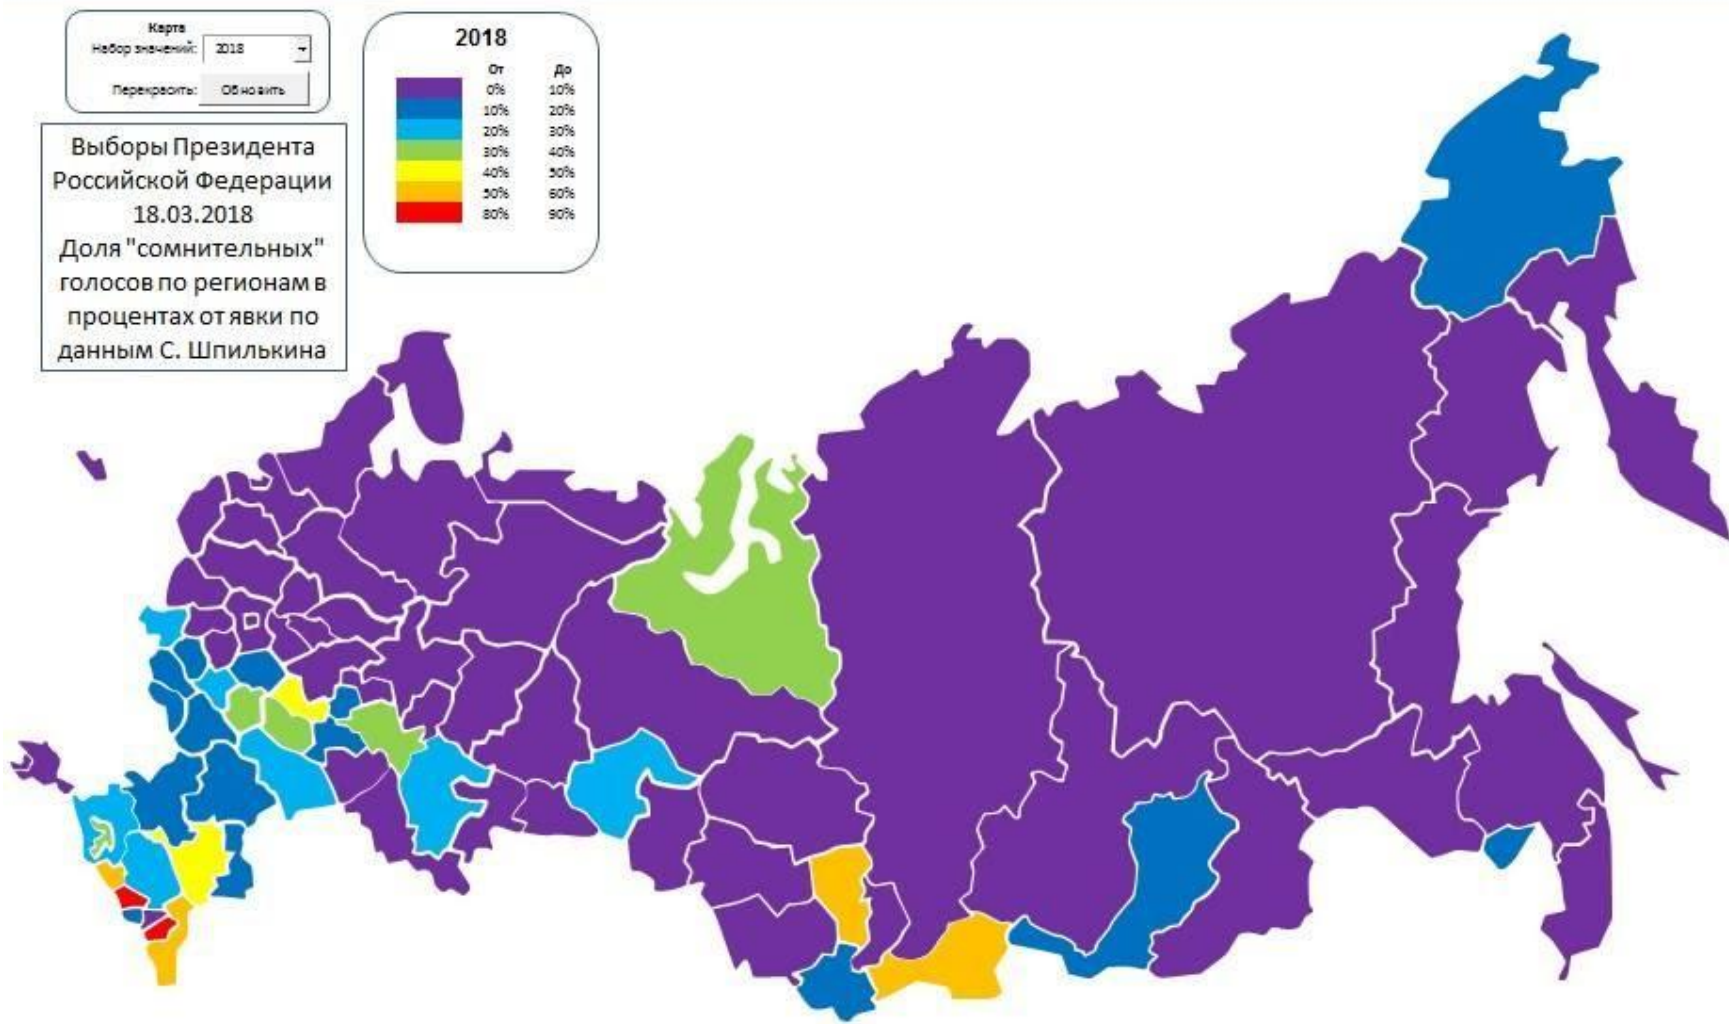 Карта
Набор значений: 2018
Перекрасить: Обновить
Выборы Президента
Российской Федерации
18.03.2018
Доля "сомнительных"
голосов по регионам в
процентах от явки по
данным С. Шпилькина
2018
От До
0% 10%
10% 20%
20% 30%
30% 40%
40% 50%
50% 60%
80% 90%